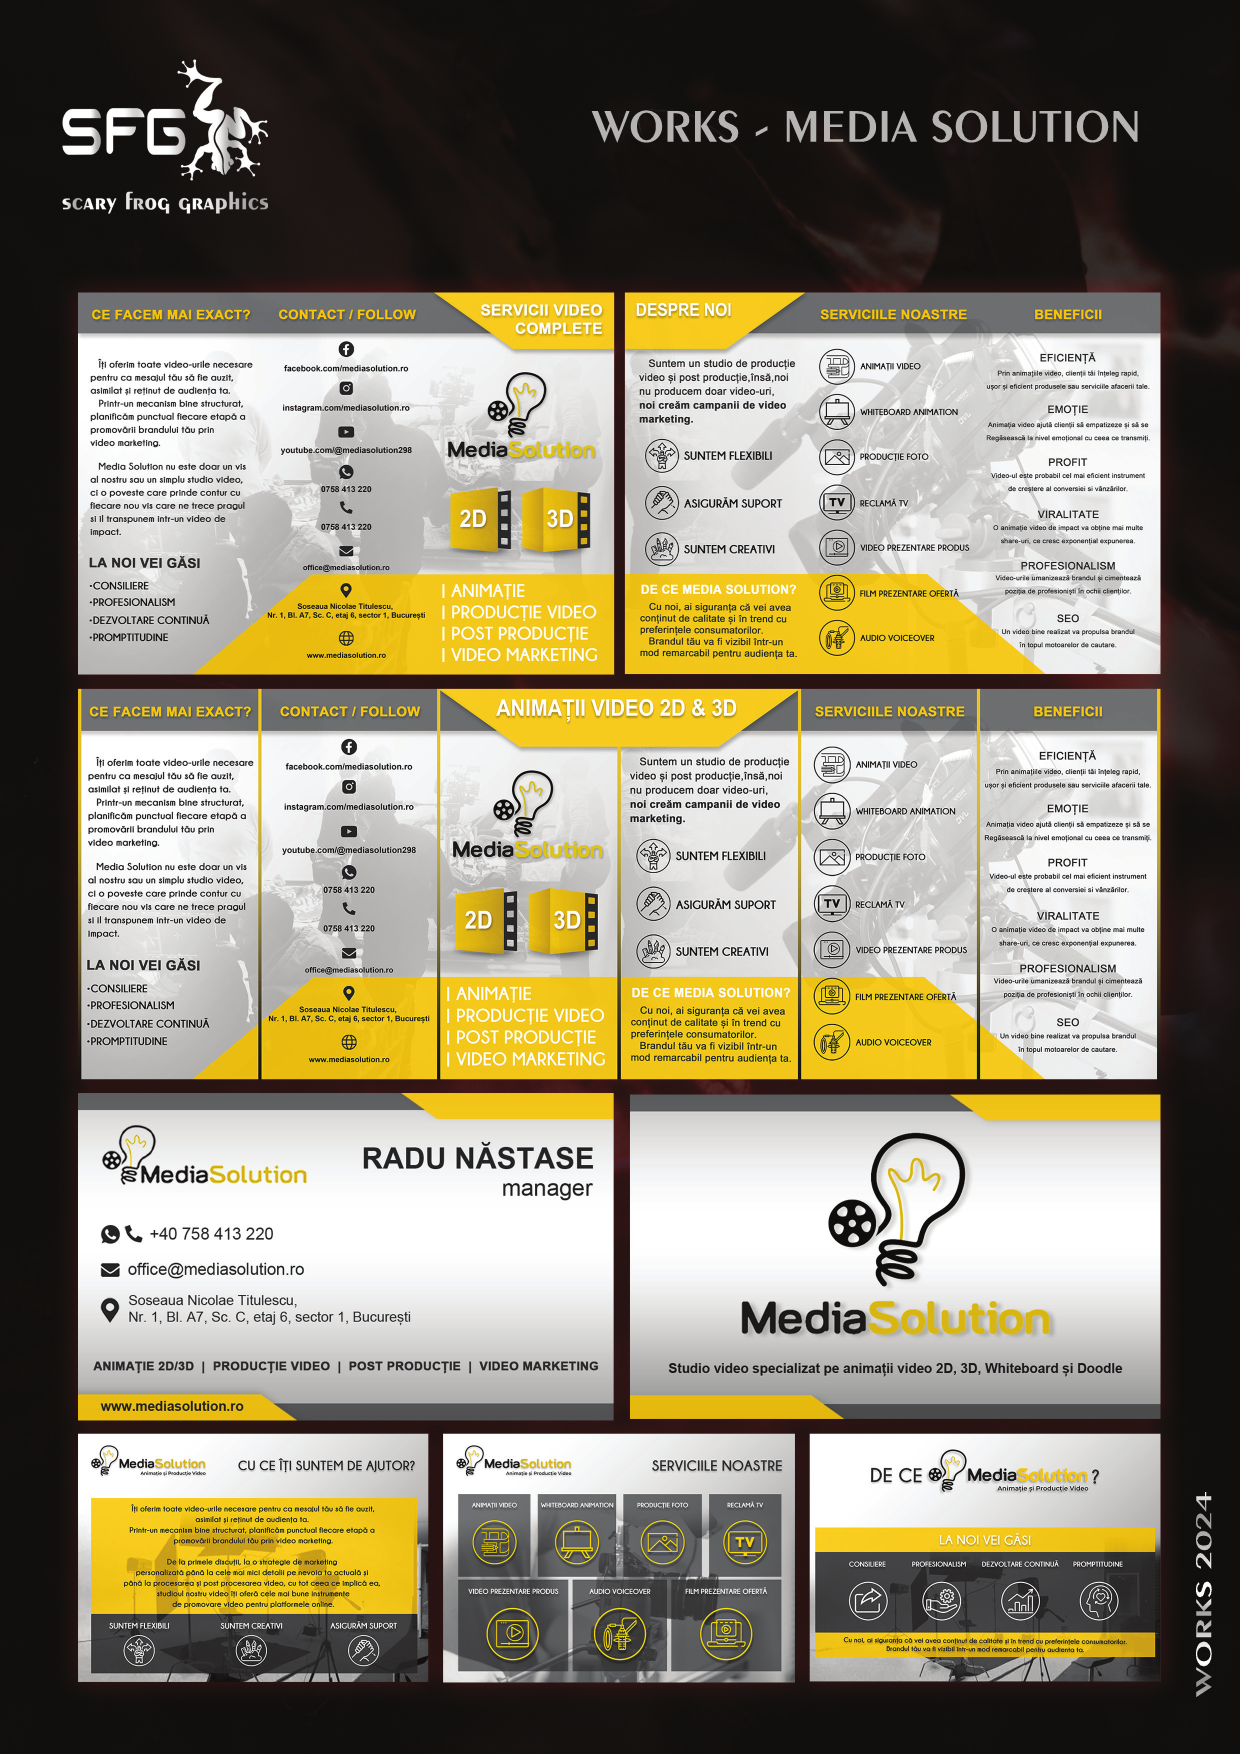 SFG
scary frog graphics
WORKS - MEDIA SOLUTION
CE FACEM MAI EXACT?
Îți oferim toate video-urile necesare
pentru ca mesajul tău să fie auzit,
asimilat și reținut de audiența ta.
Printr-un mecanism bine structurat,
planificăm punctual fiecare etapă a
promovării brandului tău prin
video marketing.
Media Solution nu este doar un vis
al nostru sau un simplu studio video,
ci o poveste care prinde contur cu
fiecare nou vis care ne trece pragul
si il transpunem intr-un video de
impact.
LA NOI VEI GĂSI
•CONSILIERE
•PROFESIONALISM
•DEZVOLTARE CONTINUĂ
•PROMPTITUDINE
CONTACT / FOLLOW
facebook.com/mediasolution.ro
instagram.com/mediasolution.ro
youtube.com/@mediasolution298
0758 413 220
0758 413 220
office@mediasolution.ro
Soseaua Nicolae Titulescu,
Nr. 1, Bl. A7, Sc. C, etaj 6, sector 1, București
www.mediasolution.ro
SERVICII VIDEO
COMPLETE
MediaSolution
2D 3D
| ANIMAȚIE
| PRODUCȚIE VIDEO
| POST PRODUCȚIE
| VIDEO MARKETING
DESPRE NOI
Suntem un studio de producție
video și post producție,însă,noi
nu producem doar video-uri,
noi creăm campanii de video
marketing.
SUNTEM FLEXIBILI
ASIGURĂM SUPORT
SUNTEM CREATIVI
DE CE MEDIA SOLUTION?
Cu noi, ai siguranța că vei avea
conținut de calitate și în trend cu
preferințele consumatorilor.
Brandul tău va fi vizibil într-un
mod remarcabil pentru audiența ta.
SERVICIILE NOASTRE
ANIMAȚII VIDEO
WHITEBOARD ANIMATION
PRODUCȚIE FOTO
TV RECLAMĂ TV
VIDEO PREZENTARE PRODUS
FILM PREZENTARE OFERTĂ
AUDIO VOICEOVER
BENEFICII
EFICIENȚĂ
Prin animațiile video, clienții tăi înțeleg rapid,
ușor și eficient produsele sau serviciile afacerii tale.
EMOȚIE
Animația video ajută clienții să empatizeze și să se
Regăsească la nivel emoțional cu ceea ce transmiți.
PROFIT
Video-ul este probabil cel mai eficient instrument
de creștere al conversiei si vânzărilor.
VIRALITATE
O animație video de impact va obține mai multe
share-uri, ce cresc exponențial expunerea.
PROFESIONALISM
Video-urile umanizează brandul și cimentează
poziția de profesioniști în ochii clienților.
SEO
Un video bine realizat va propulsa brandul
în topul motoarelor de cautare.
CE FACEM MAI EXACT?
Îți oferim toate video-urile necesare
pentru ca mesajul tău să fie auzit,
asimilat și reținut de audiența ta.
Printr-un mecanism bine structurat,
planificăm punctual fiecare etapă a
promovării brandului tău prin
video marketing.
Media Solution nu este doar un vis
al nostru sau un simplu studio video,
ci o poveste care prinde contur cu
fiecare nou vis care ne trece pragul
si il transpunem intr-un video de
impact.
LA NOI VEI GĂSI
•CONSILIERE
•PROFESIONALISM
•DEZVOLTARE CONTINUĂ
•PROMPTITUDINE
CONTACT / FOLLOW
facebook.com/mediasolution.ro
instagram.com/mediasolution.ro
youtube.com/@mediasolution298
0758 413 220
0758 413 220
office@mediasolution.ro
Soseaua Nicolae Titulescu,
Nr. 1, Bl. A7, Sc. C, etaj 6, sector 1, București
www.mediasolution.ro
ANIMAȚII VIDEO 2D & 3D
MediaSolution
2D 3D
| ANIMAȚIE
| PRODUCȚIE VIDEO
| POST PRODUCȚIE
| VIDEO MARKETING
Suntem un studio de producție
video și post producție,însă,noi
nu producem doar video-uri,
noi creăm campanii de video
marketing.
SUNTEM FLEXIBILI
ASIGURĂM SUPORT
SUNTEM CREATIVI
DE CE MEDIA SOLUTION?
Cu noi, ai siguranța că vei avea
conținut de calitate și în trend cu
preferințele consumatorilor.
Brandul tău va fi vizibil într-un
mod remarcabil pentru audiența ta.
SERVICIILE NOASTRE
ANIMAȚII VIDEO
WHITEBOARD ANIMATION
PRODUCȚIE FOTO
TV RECLAMĂ TV
VIDEO PREZENTARE PRODUS
FILM PREZENTARE OFERTĂ
AUDIO VOICEOVER
BENEFICII
EFICIENȚĂ
Prin animațiile video, clienții tăi înțeleg rapid,
ușor și eficient produsele sau serviciile afacerii tale.
EMOȚIE
Animația video ajută clienții să empatizeze și să se
Regăsească la nivel emoțional cu ceea ce transmiți.
PROFIT
Video-ul este probabil cel mai eficient instrument
de creștere al conversiei si vânzărilor.
VIRALITATE
O animație video de impact va obține mai multe
share-uri, ce cresc exponențial expunerea.
PROFESIONALISM
Video-urile umanizează brandul și cimentează
poziția de profesioniști în ochii clienților.
SEO
Un video bine realizat va propulsa brandul
în topul motoarelor de cautare.
MediaSolution
RADU NĂSTASE
manager
+40 758 413 220
office@mediasolution.ro
Soseaua Nicolae Titulescu,
Nr. 1, Bl. A7, Sc. C, etaj 6, sector 1, București
ANIMAȚIE 2D/3D | PRODUCȚIE VIDEO | POST PRODUCȚIE | VIDEO MARKETING
www.mediasolution.ro
MediaSolution
Studio video specializat pe animații video 2D, 3D, Whiteboard și Doodle
MediaSolution
Animație și Producție Video
CU CE ÎȚI SUNTEM DE AJUTOR?
Îți oferim toate video-urile necesare pentru ca mesajul tău să fie auzit,
asimilat și reținut de audiența ta.
Printr-un mecanism bine structurat, planificăm punctual fiecare etapă a
promovării brandului tău prin video marketing.
De la primele discuții, la o strategie de marketing
personalizată până la cele mai mici detalii pe nevoia ta actuală și
până la procesarea și post procesarea video, cu tot ceea ce implică ea,
studioul nostru video îți oferă cele mai bune instrumente
de promovare video pentru platformele online.
SUNTEM FLEXIBILI SUNTEM CREATIVI ASIGURĂM SUPORT
MediaSolution
Animație și Producție Video
SERVICIILE NOASTRE
ANIMAȚII VIDEO WHITEBOARD ANIMATION PRODUCȚIE FOTO RECLAMĂ TV
TV
VIDEO PREZENTARE PRODUS AUDIO VOICEOVER FILM PREZENTARE OFERTĂ
DE CE MediaSolution ?
Animație și Producție Video
LA NOI VEI GĂSI
CONSILIERE PROFESIONALISM DEZVOLTARE CONTINUĂ PROMPTITUDINE
Cu noi, ai siguranța că vei avea conținut de calitate și în trend cu preferințele consumatorilor.
Brandul tău va fi vizibil într-un mod remarcabil pentru audiența ta.
WORKS 2024